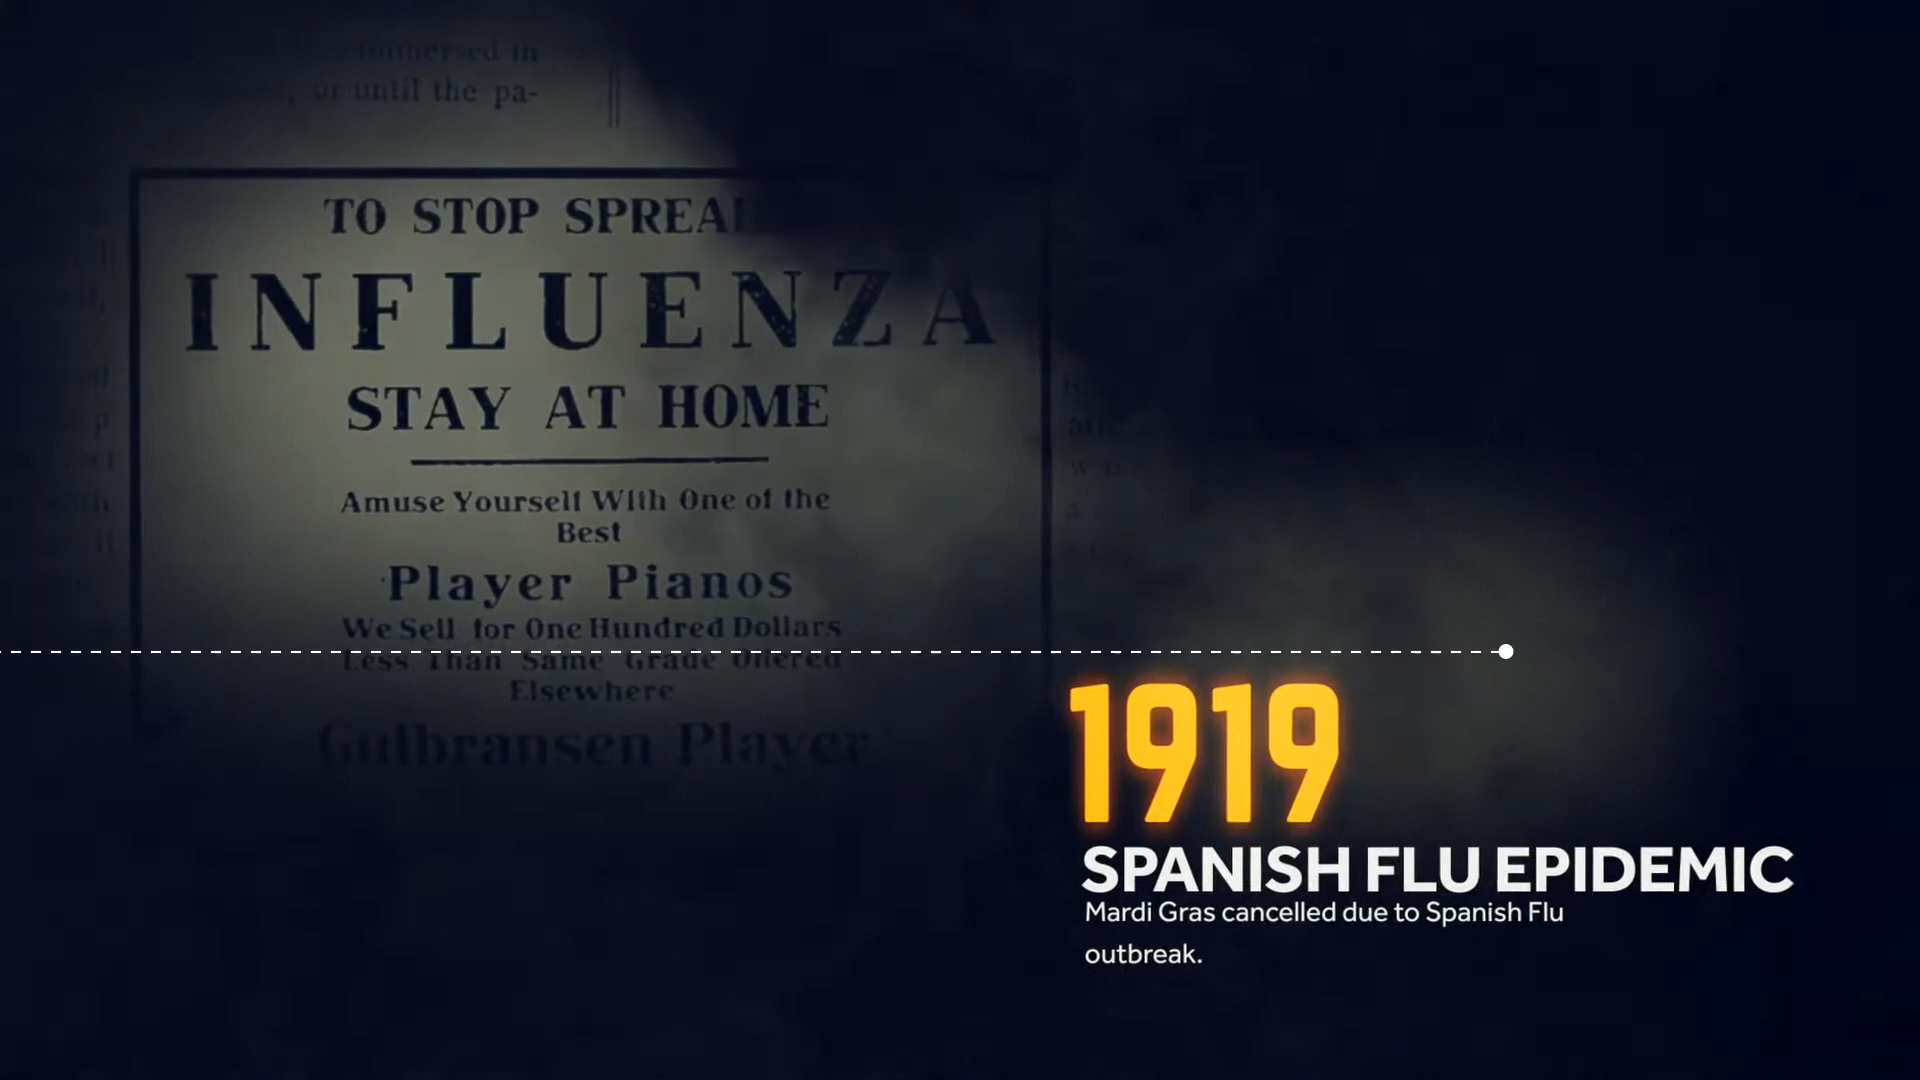 immersed in
or until the pa-
TO STOP
INFLUENZA
STAY AT HOME
Amuse Yourself With One of the
Best
Player Pianos
We Sell for One Hundred Dollars
Less Than Same Grade Offered
Elsewhere
Gulbransen Player
1919
SPANISH FLU EPIDEMIC
Mardi Gras cancelled due to Spanish Flu
outbreak.